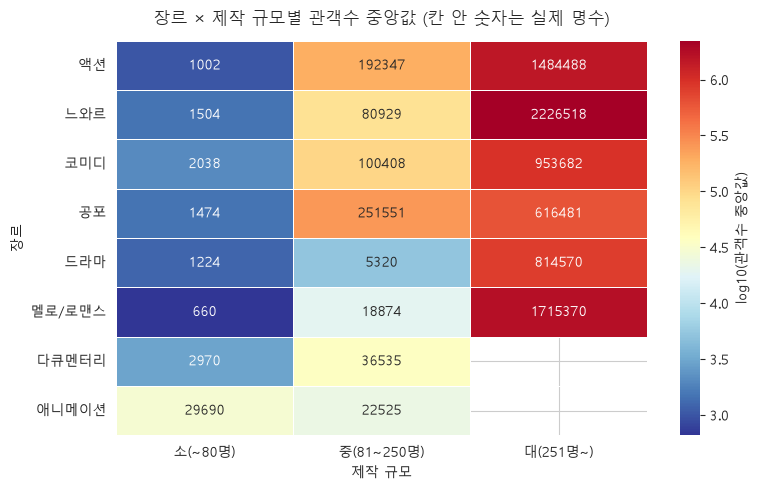 장르 × 제작 규모별 관객수 중앙값 (칸 안 숫자는 실제 명수)
액션 1002 192347 1484488
느와르 1504 80929 2226518
코미디 2038 100408 953682
공포 1474 251551 616481
드라마 1224 5320 814570
멜로/로맨스 660 18874 1715370
다큐멘터리 2970 36535
애니메이션 29690 22525
소(~80명) 중(81~250명) 대(251명~)
제작 규모
장르
6.0
5.5
5.0
4.5
4.0
3.5
3.0
log10(관객수 중앙값)